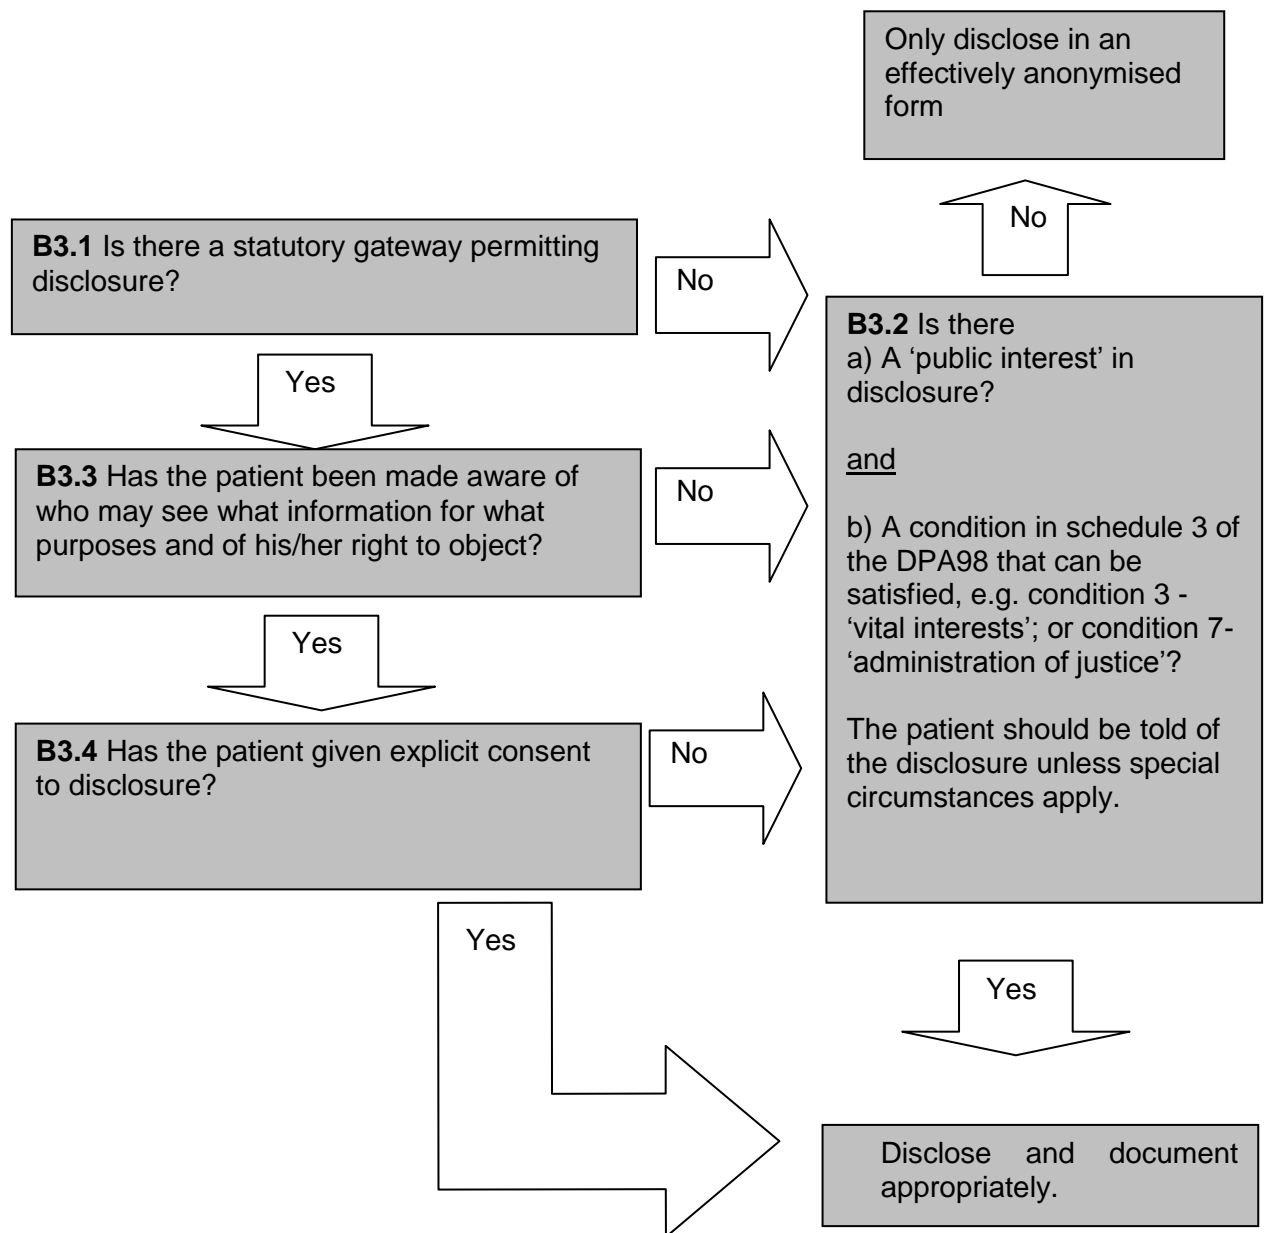 Only disclose in an
effectively anonymised
form
No
B3.1 Is there a statutory gateway permitting
disclosure?
No
Yes
B3.3 Has the patient been made aware of
who may see what information for what
purposes and of his/her right to object?
No
Yes
B3.4 Has the patient given explicit consent
to disclosure?
No
Yes
B3.2 Is there
a) A ‘public interest’ in
disclosure?
and
b) A condition in schedule 3 of
the DPA98 that can be
satisfied, e.g. condition 3 -
‘vital interests’; or condition 7-
‘administration of justice’?
The patient should be told of
the disclosure unless special
circumstances apply.
Yes
Disclose and document
appropriately.